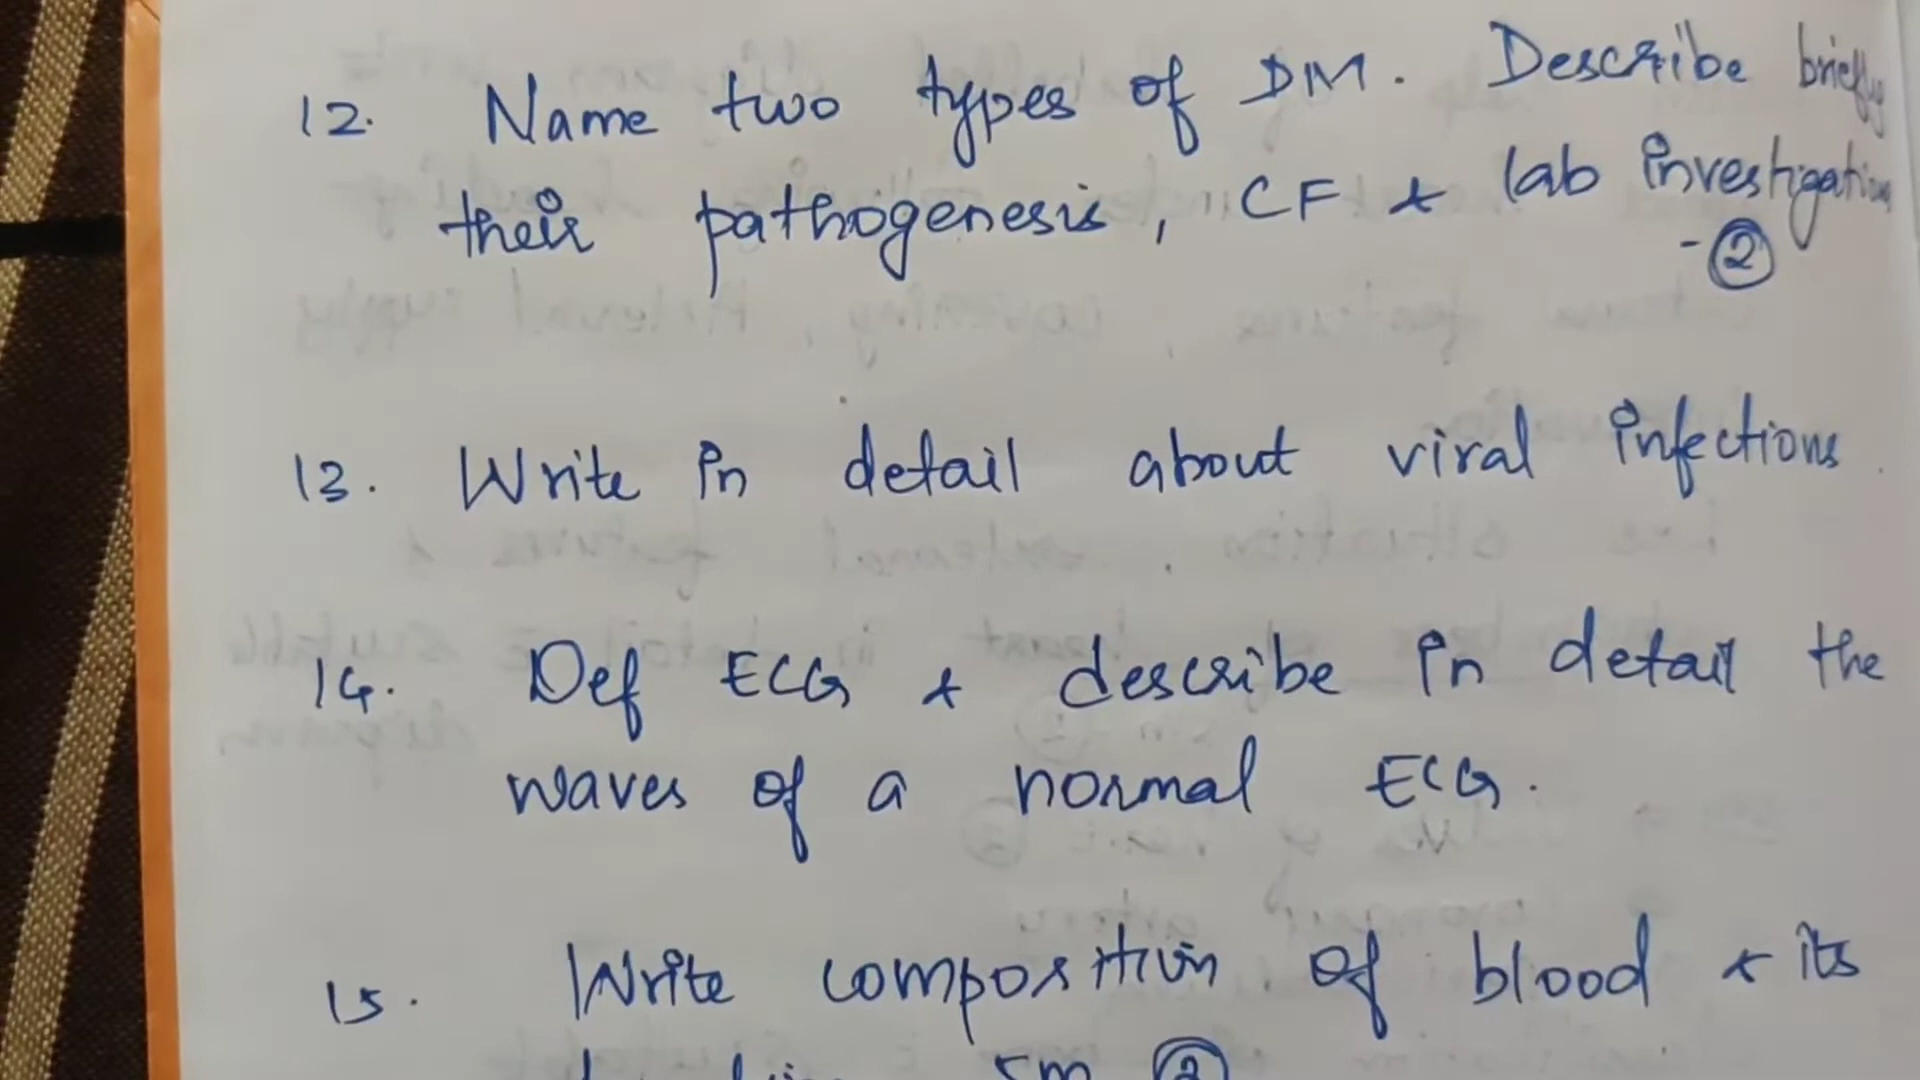 12. Name two types of DM. Describe briefly
their pathogenesis, CF & lab investigation
- ②
13. Write in detail about viral infections.
14. Def ECG & describe in detail the
waves of a normal ECG.
15. Write composition of blood & its
5m ②